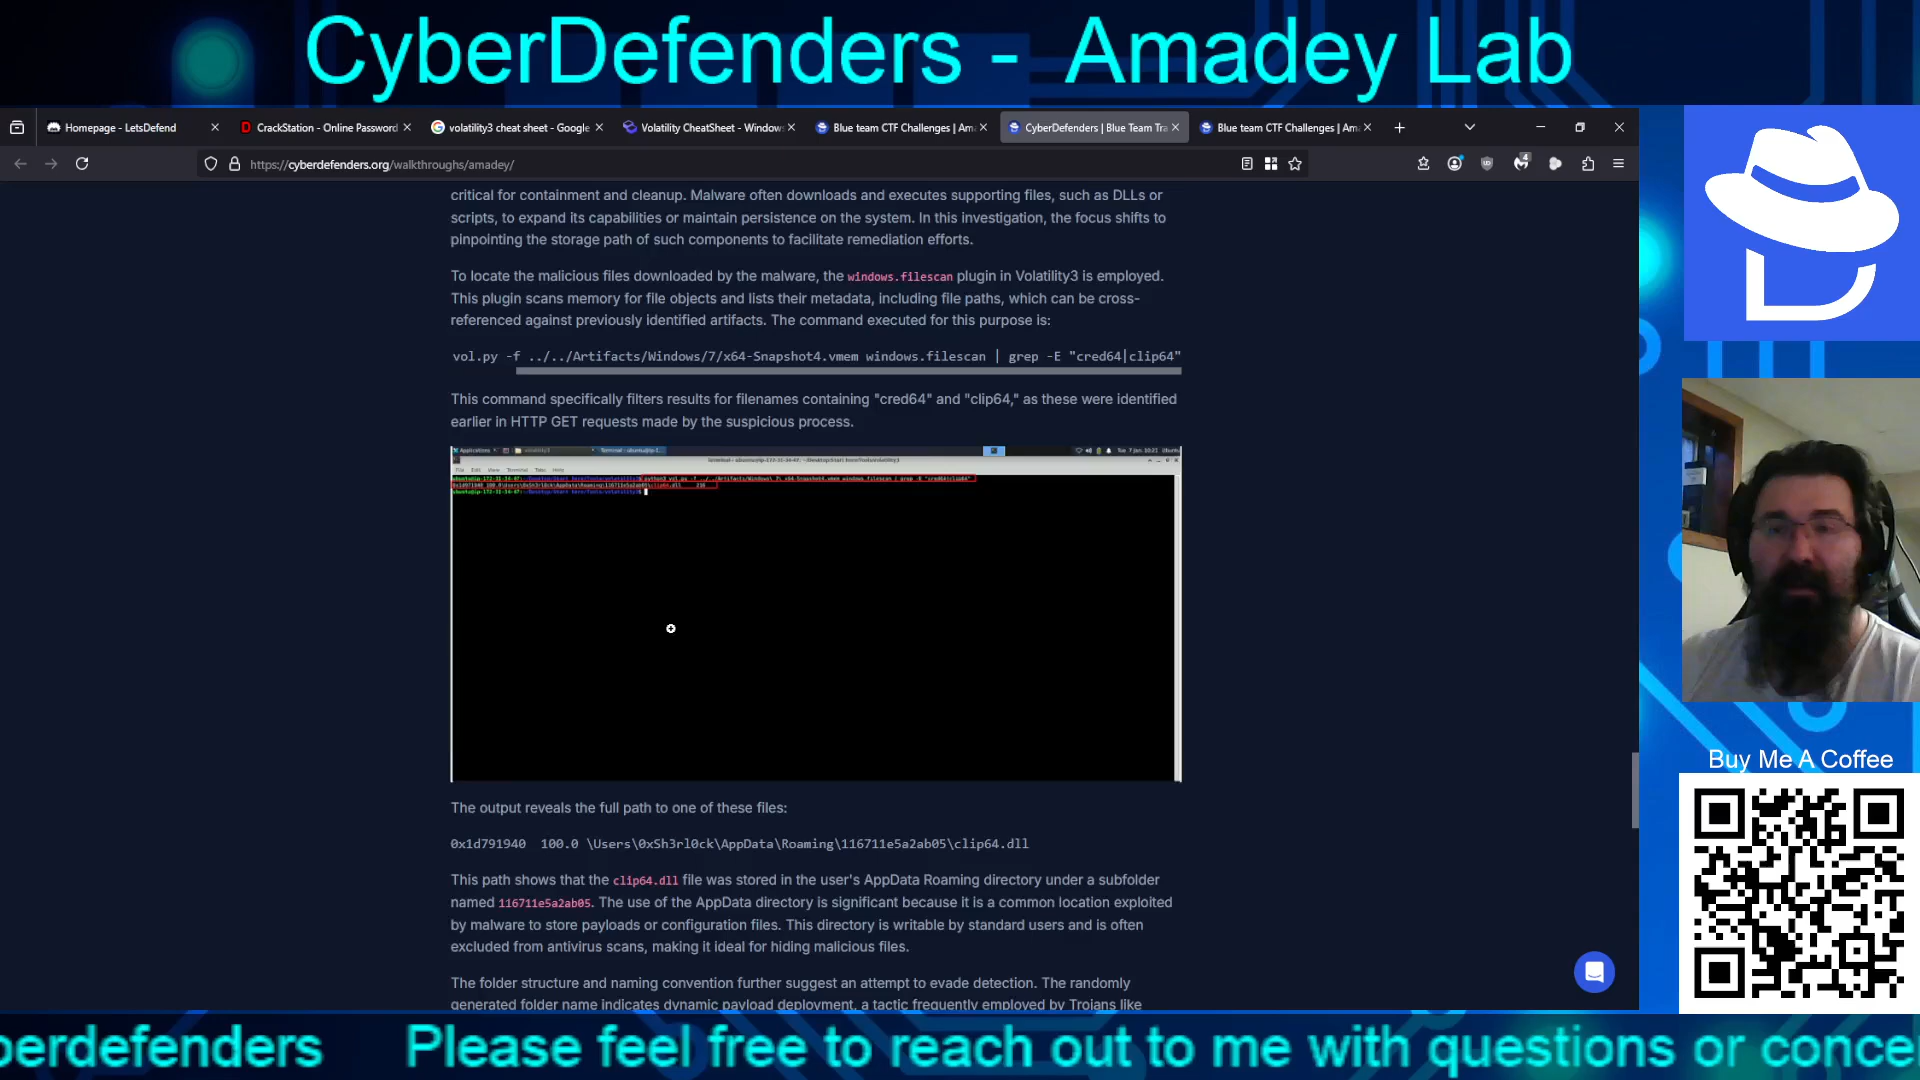 CyberDefenders - Amadey Lab
Homepage - LetsDefend
CrackStation - Online Password
volatility3 cheat sheet - Google
Volatility CheatSheet - Window
Blue team CTF Challenges | Am
CyberDefenders | Blue Team Tra
Blue team CTF Challenges | Ama
https://cyberdefenders.org/walkthroughs/amadey/
4
critical for containment and cleanup. Malware often downloads and executes supporting files, such as DLLs or
scripts, to expand its capabilities or maintain persistence on the system. In this investigation, the focus shifts to
pinpointing the storage path of such components to facilitate remediation efforts.
To locate the malicious files downloaded by the malware, the windows.filescan plugin in Volatility3 is employed.
This plugin scans memory for file objects and lists their metadata, including file paths, which can be cross-
referenced against previously identified artifacts. The command executed for this purpose is:
vol.py -f ../../Artifacts/Windows/7/x64-Snapshot4.vmem windows.filescan | grep -E "cred64|clip64"
This command specifically filters results for filenames containing "cred64" and "clip64," as these were identified
earlier in HTTP GET requests made by the suspicious process.
Applications
File Edit View Terminal Tabs Help
The output reveals the full path to one of these files:
0x1d791940 100.0 \Users\0xSh3rl0ck\AppData\Roaming\116711e5a2ab05\clip64.dll
This path shows that the clip64.dll file was stored in the user's AppData Roaming directory under a subfolder
named 116711e5a2ab05. The use of the AppData directory is significant because it is a common location exploited
by malware to store payloads or configuration files. This directory is writable by standard users and is often
excluded from antivirus scans, making it ideal for hiding malicious files.
The folder structure and naming convention further suggest an attempt to evade detection. The randomly
generated folder name indicates dynamic payload deployment, a tactic frequently employed by Trojans like
Buy Me A Coffee
berdefenders Please feel free to reach out to me with questions or conce